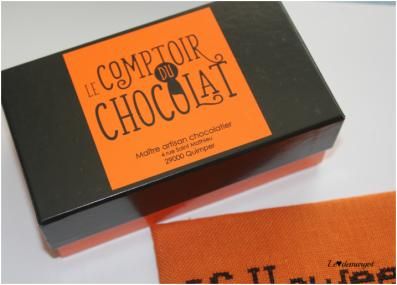 LE COMPTOIR
DU
CHOCOLAT
Maître artisan chocolatier
4 rue Saint Mathieu
29000 Quimper